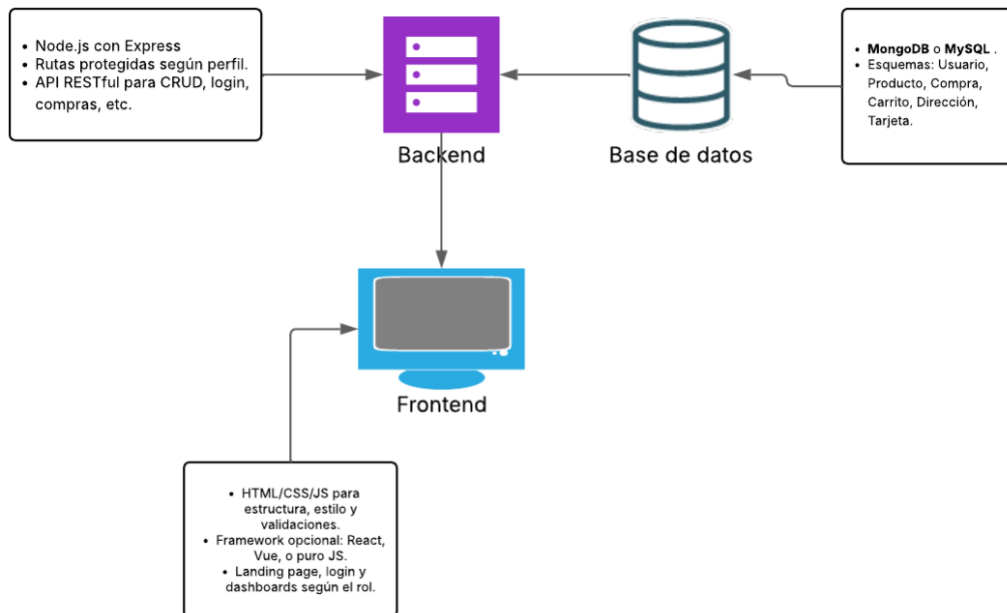 • Node.js con Express
• Rutas protegidas según perfil.
• API RESTful para CRUD, login,
compras, etc.
Backend
Base de datos
• MongoDB o MySQL .
• Esquemas: Usuario,
Producto, Compra,
Carrito, Dirección,
Tarjeta.
Frontend
• HTML/CSS/JS para
estructura, estilo y
validaciones.
• Framework opcional: React,
Vue, o puro JS.
• Landing page, login y
dashboards según el rol.